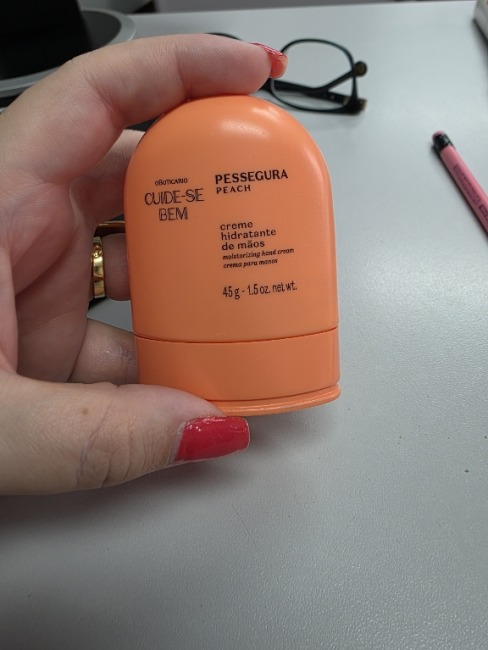 oBoticário
CUIDE-SE
BEM
PESSEGURA
PEACH
creme
hidratante
de mãos
moisturizing hand cream
crema para manos
45 g - 1.5 oz. net wt.